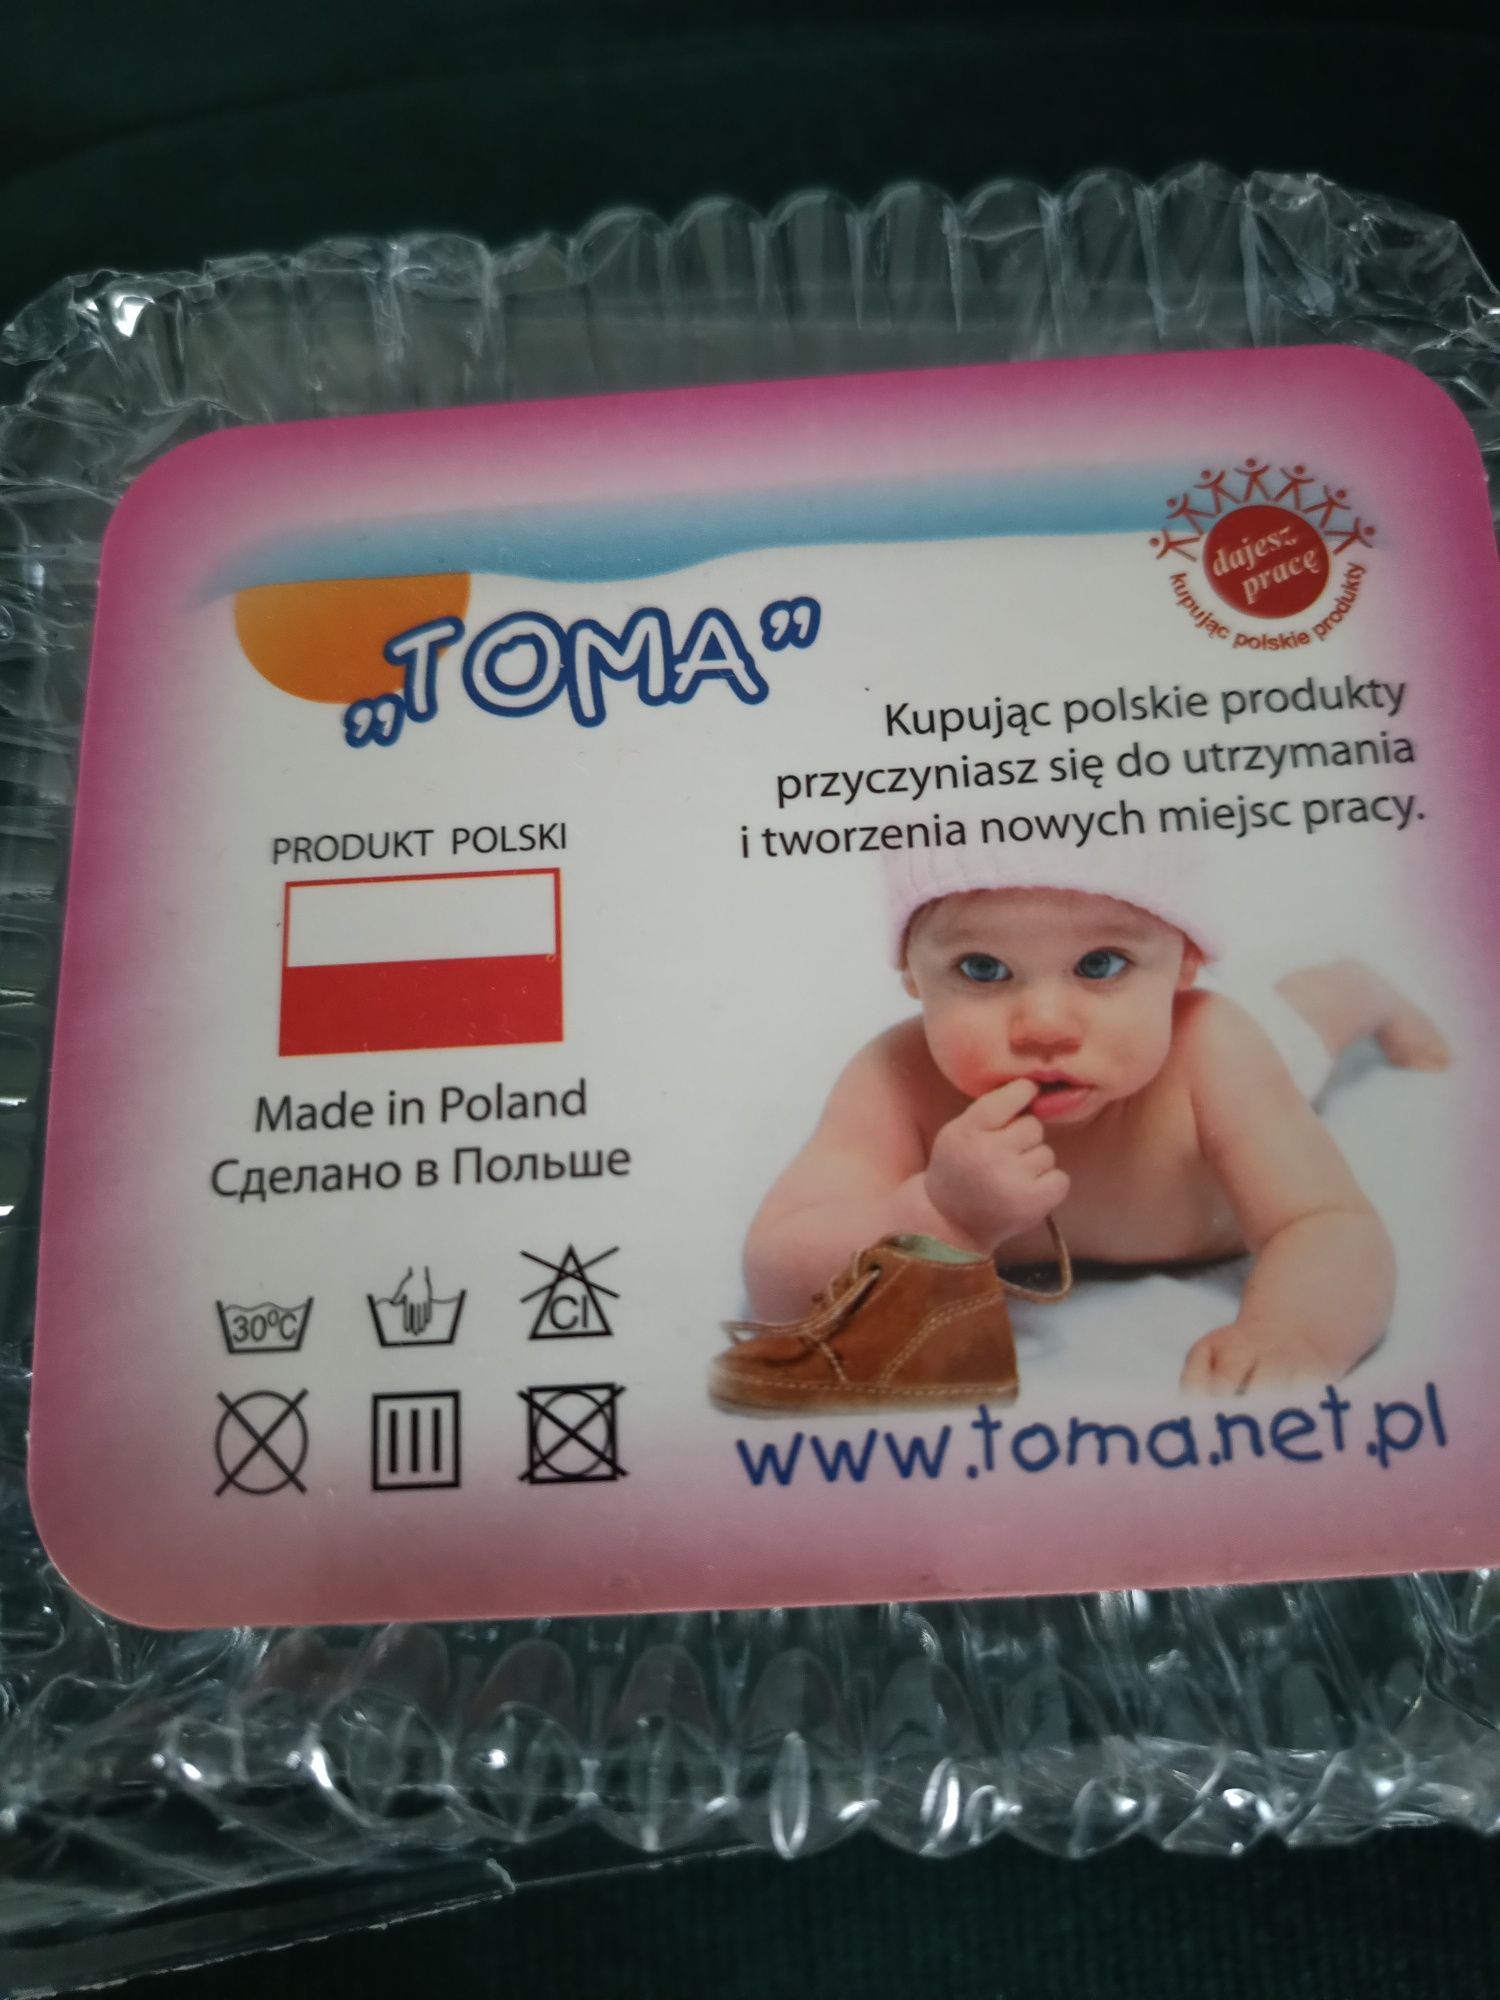 dajesz
pracę
kupując polskie produkty
„TOMA”
Kupując polskie produkty
przyczyniasz się do utrzymania
i tworzenia nowych miejsc pracy.
PRODUKT POLSKI
Made in Poland
Сделано в Польше
30°C
Cl
www.toma.net.pl